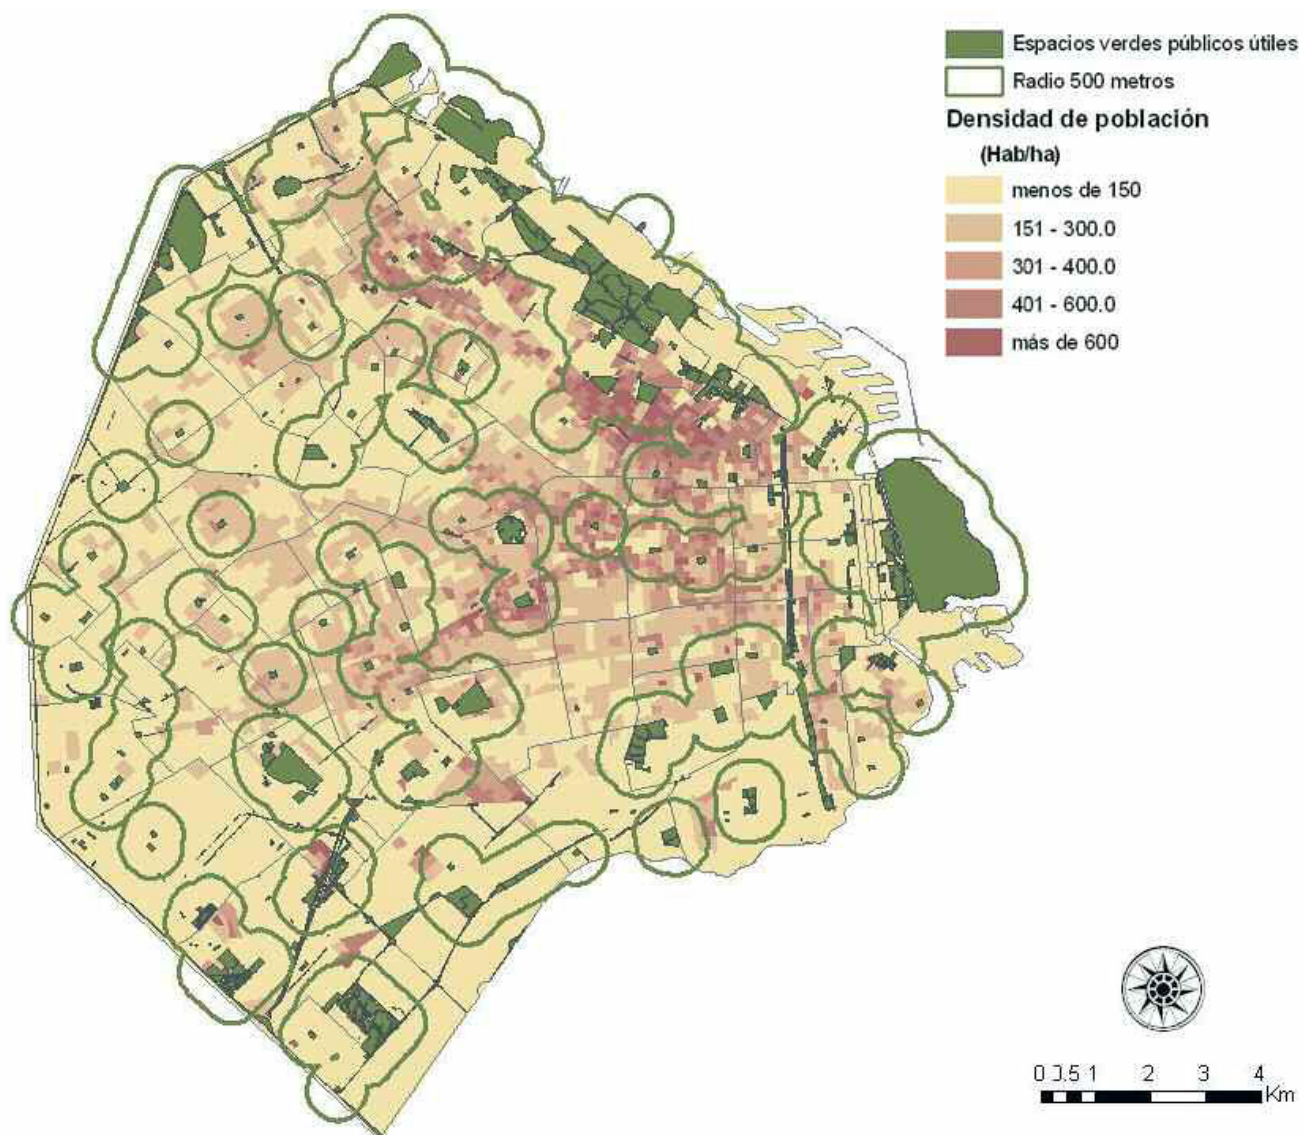 Espacios verdes públicos útiles
Radio 500 metros
Densidad de población
(Hab/ha)
menos de 150
151 - 300.0
301 - 400.0
401 - 600.0
más de 600
0 0.5 1 2 3 4
Km